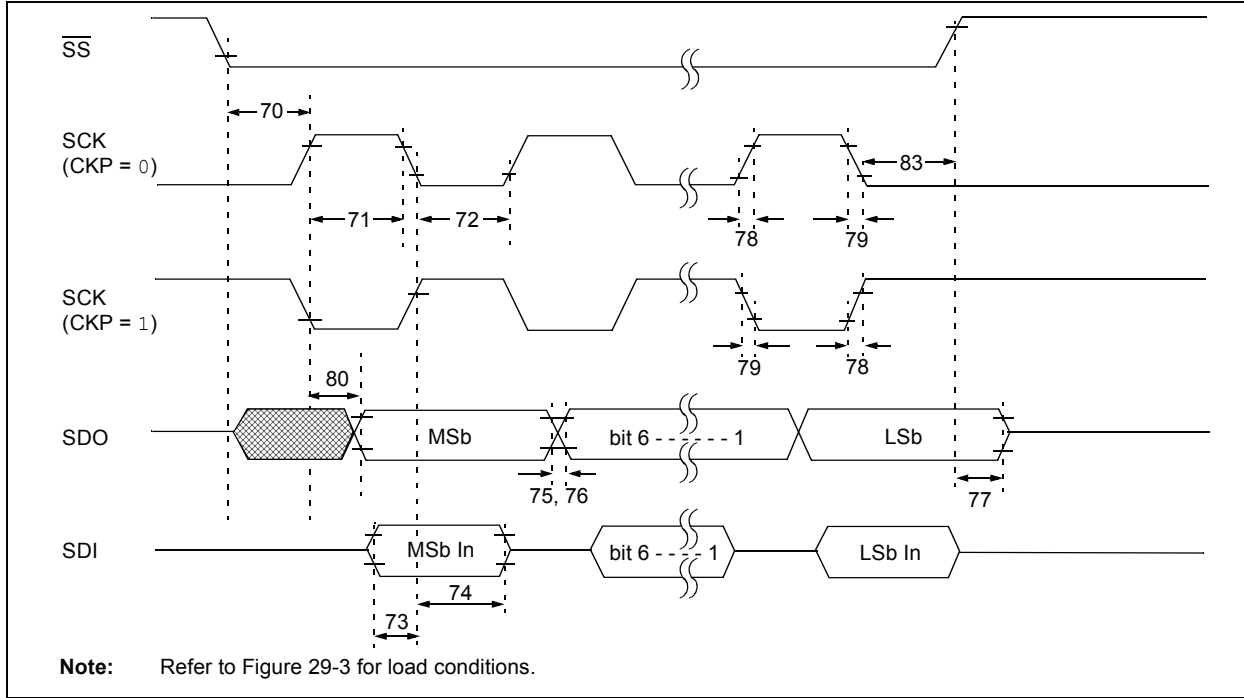 SS
70
SCK
(CKP = 0)
83
71
72
78
79
SCK
(CKP = 1)
79
78
80
SDO
MSb
bit 6 - - - - - - 1
LSb
75, 76
77
SDI
MSb In
bit 6 - - - - 1
LSb In
74
73
Note: Refer to Figure 29-3 for load conditions.